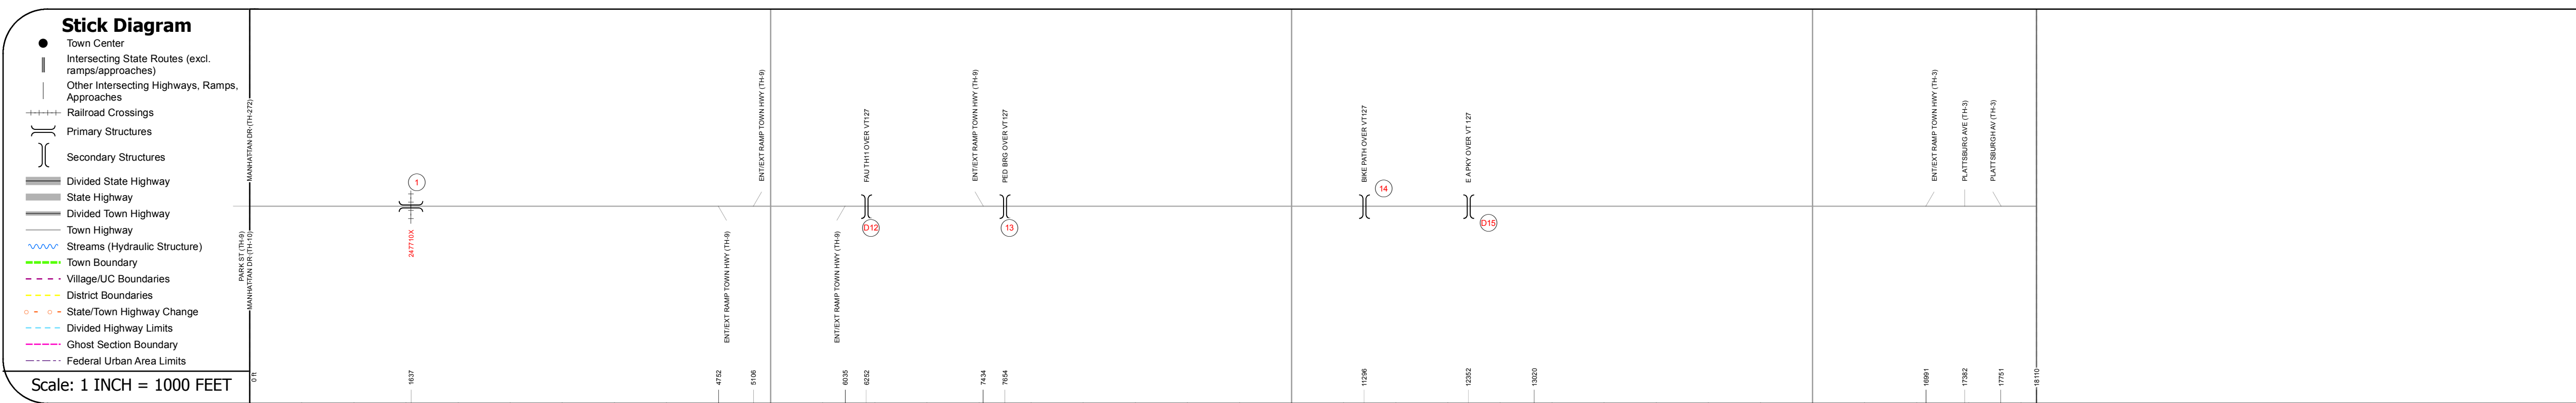 Stick Diagram
Town Center
Intersecting State Routes (excl.
ramps/approaches)
Other Intersecting Highways, Ramps,
Approaches
Railroad Crossings
Primary Structures
Secondary Structures
Divided State Highway
State Highway
Divided Town Highway
Town Highway
Streams (Hydraulic Structure)
Town Boundary
Village/UC Boundaries
District Boundaries
State/Town Highway Change
Divided Highway Limits
Ghost Section Boundary
Federal Urban Area Limits
Scale: 1 INCH = 1000 FEET
MANHATTAN DR-(TH-272)
PARK ST (TH-9)
MANHATTAN DR-(TH-10)
0 ft
1
247710X
1637
ENT/EXT RAMP TOWN HWY (TH-9)
4752
ENT/EXT RAMP TOWN HWY (TH-9)
5106
ENT/EXT RAMP TOWN HWY (TH-9)
6035
FAU TH11 OVER VT127
D12
6252
ENT/EXT RAMP TOWN HWY (TH-9)
7434
PED BRG OVER VT 127
13
7654
BIKE PATH OVER VT127
14
11296
E A PKY OVER VT 127
D15
12352
13020
ENT/EXT RAMP TOWN HWY (TH-3)
16991
PLATTSBURG AVE (TH-3)
17382
PLATTSBURGH AV (TH-3)
17751
18110